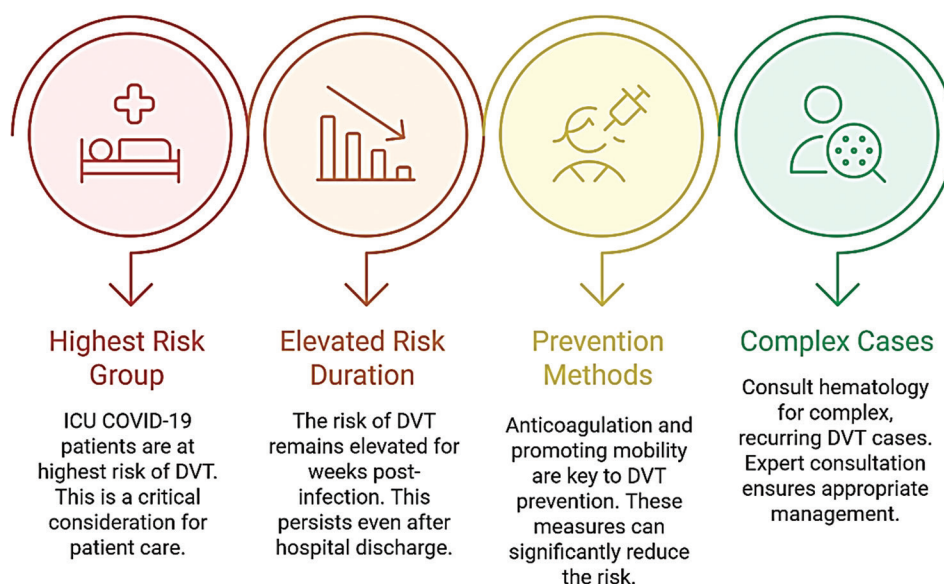 Highest Risk
Group
ICU COVID-19
patients are at
highest risk of DVT.
This is a critical
consideration for
patient care.
Elevated Risk
Duration
The risk of DVT
remains elevated for
weeks post-
infection. This
persists even after
hospital discharge.
Prevention
Methods
Anticoagulation and
promoting mobility
are key to DVT
prevention. These
measures can
significantly reduce
the risk.
Complex Cases
Consult hematology
for complex,
recurring DVT cases.
Expert consultation
ensures appropriate
management.